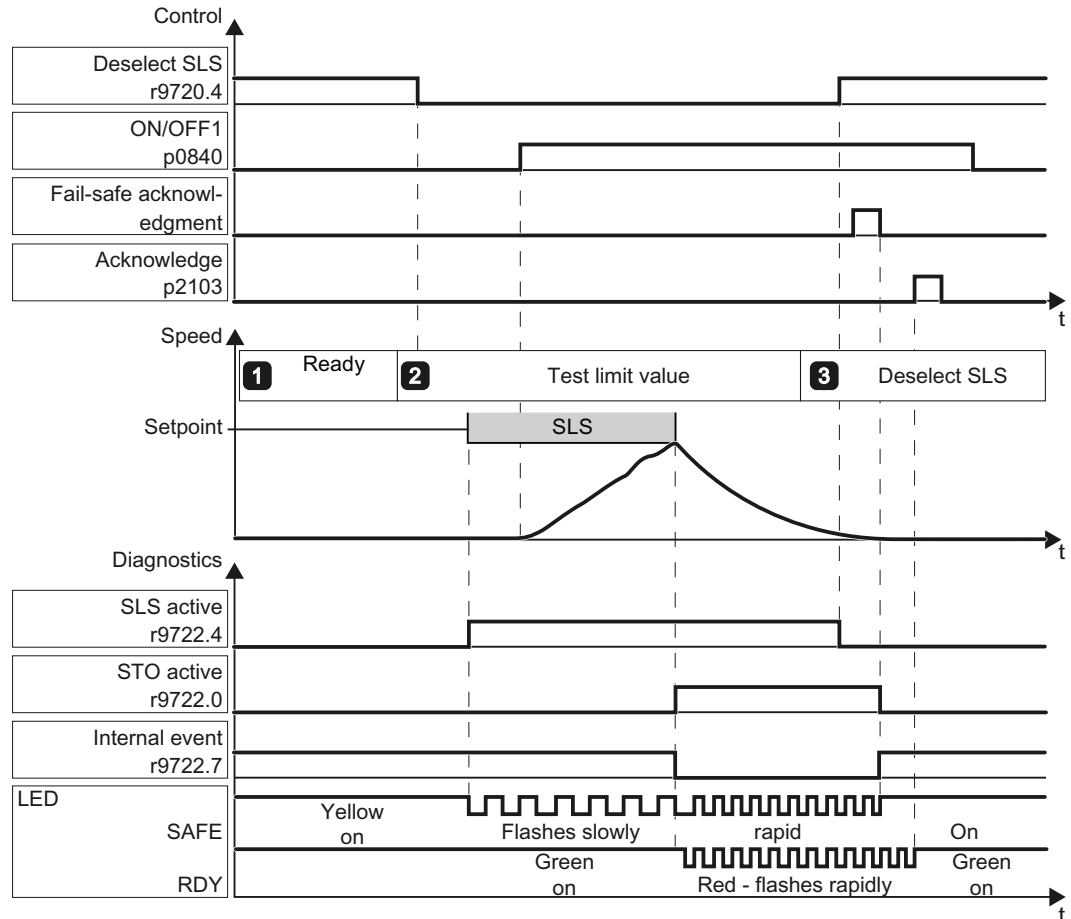 Control
Deselect SLS
r9720.4
ON/OFF1
p0840
Fail-safe acknowl-
edgment
Acknowledge
p2103
t
Speed
1 Ready 2 Test limit value 3 Deselect SLS
Setpoint SLS
t
Diagnostics
SLS active
r9722.4
STO active
r9722.0
Internal event
r9722.7
LED
SAFE
Yellow
on
Flashes slowly
rapid
On
RDY
Green
on
Red - flashes rapidly
Green
on
t